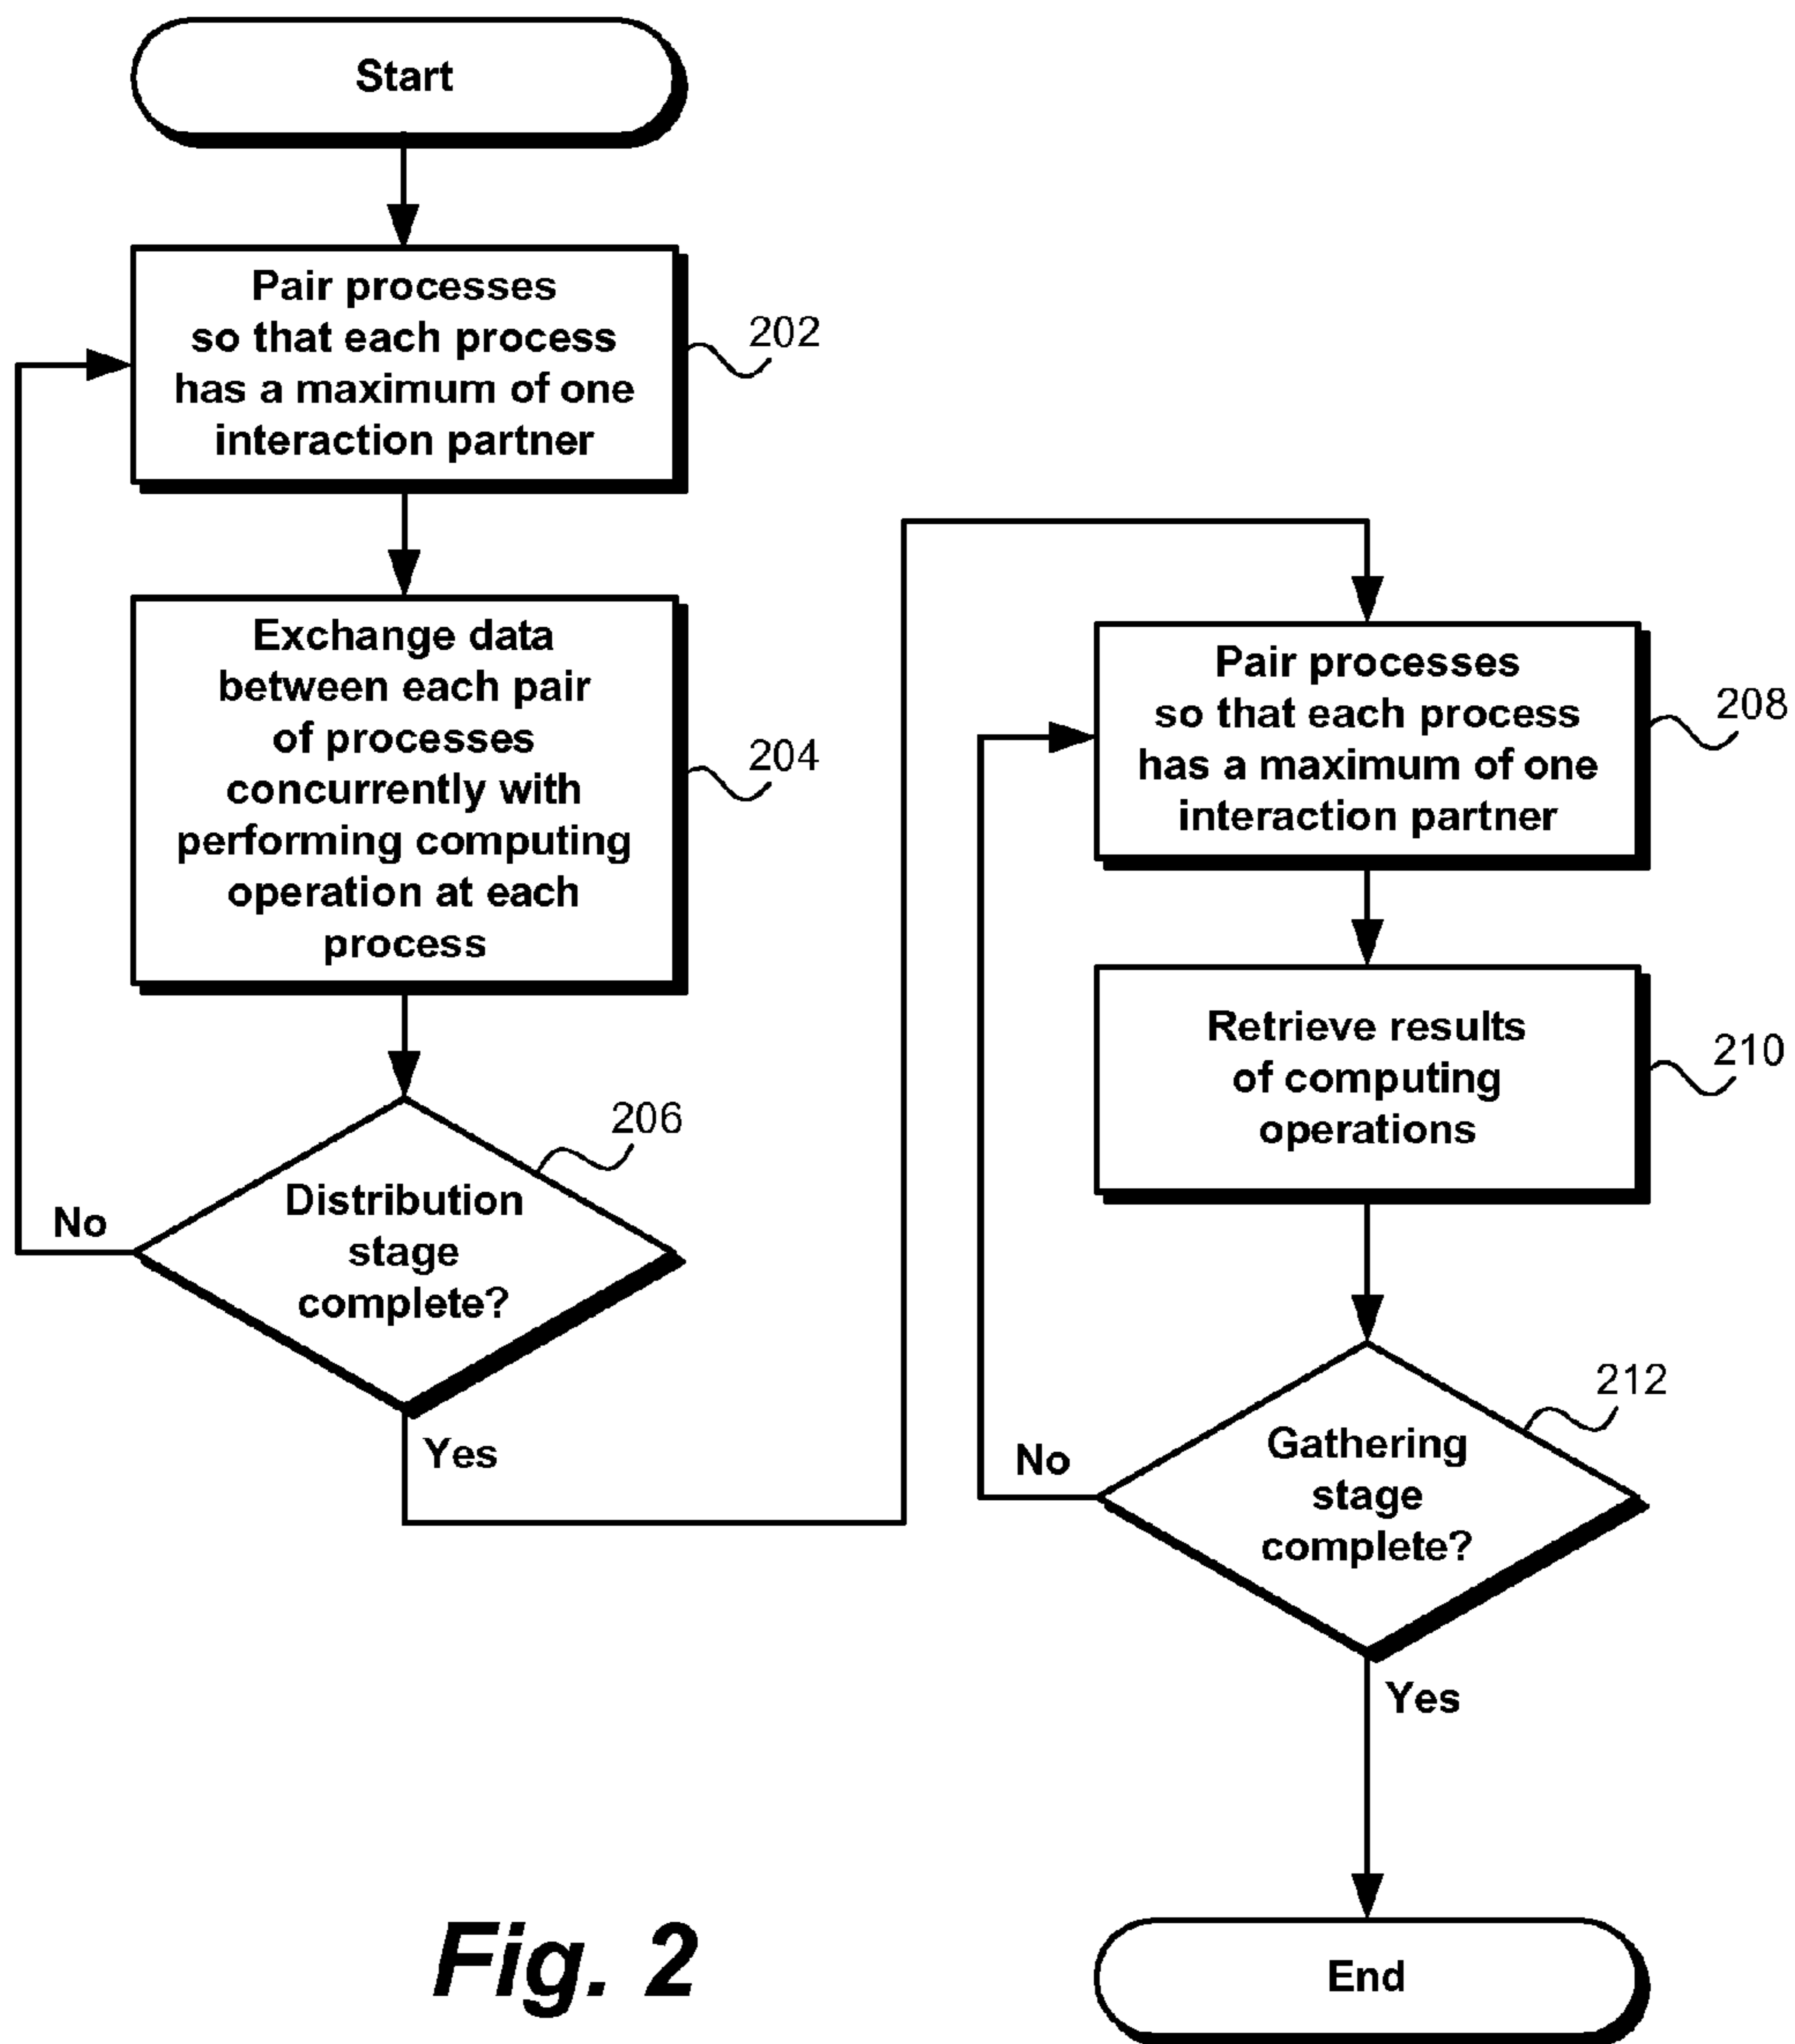 Start
Pair processes
so that each process
has a maximum of one
interaction partner
202
Exchange data
between each pair
of processes
concurrently with
performing computing
operation at each
process
204
206
Distribution
stage
complete?
No
Yes
Pair processes
so that each process
has a maximum of one
interaction partner
208
Retrieve results
of computing
operations
210
212
Gathering
stage
complete?
No
Yes
End
Fig. 2